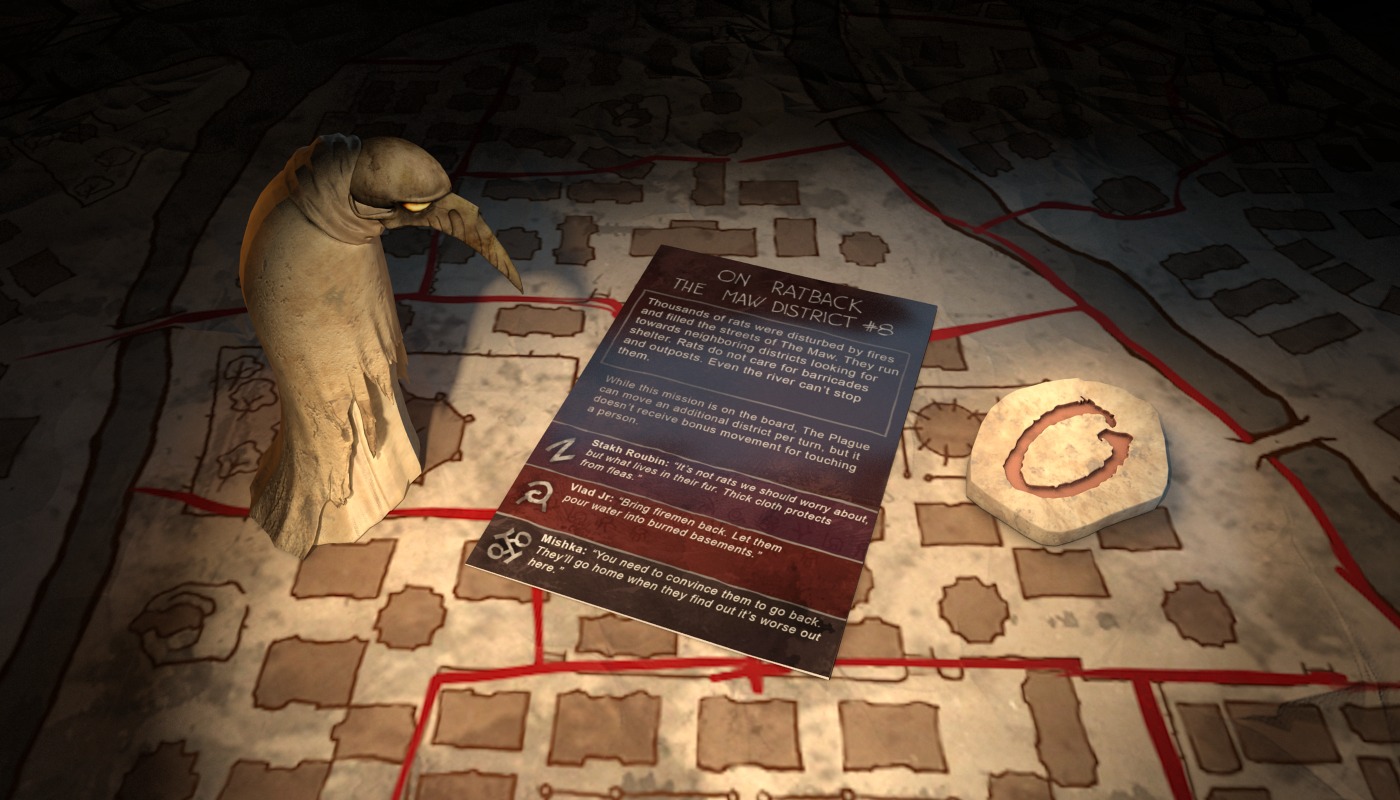 ON RATBACK
THE MAW DISTRICT #8
Thousands of rats were disturbed by fires
and filled the streets of The Maw. They run
towards neighboring districts looking for
shelter. Rats do not care for barricades
and outposts. Even the river can't stop
them.
While this mission is on the board, The Plague
can move an additional district per turn, but it
doesn't receive bonus movement for touching
a person.
Stakh Roubin: "It's not rats we should worry about,
but what lives in their fur. Thick cloth protects
from fleas."
Vlad Jr: "Bring firemen back. Let them
pour water into burned basements."
Mishka: "You need to convince them to go back.
They'll go home when they find out it's worse out
here."